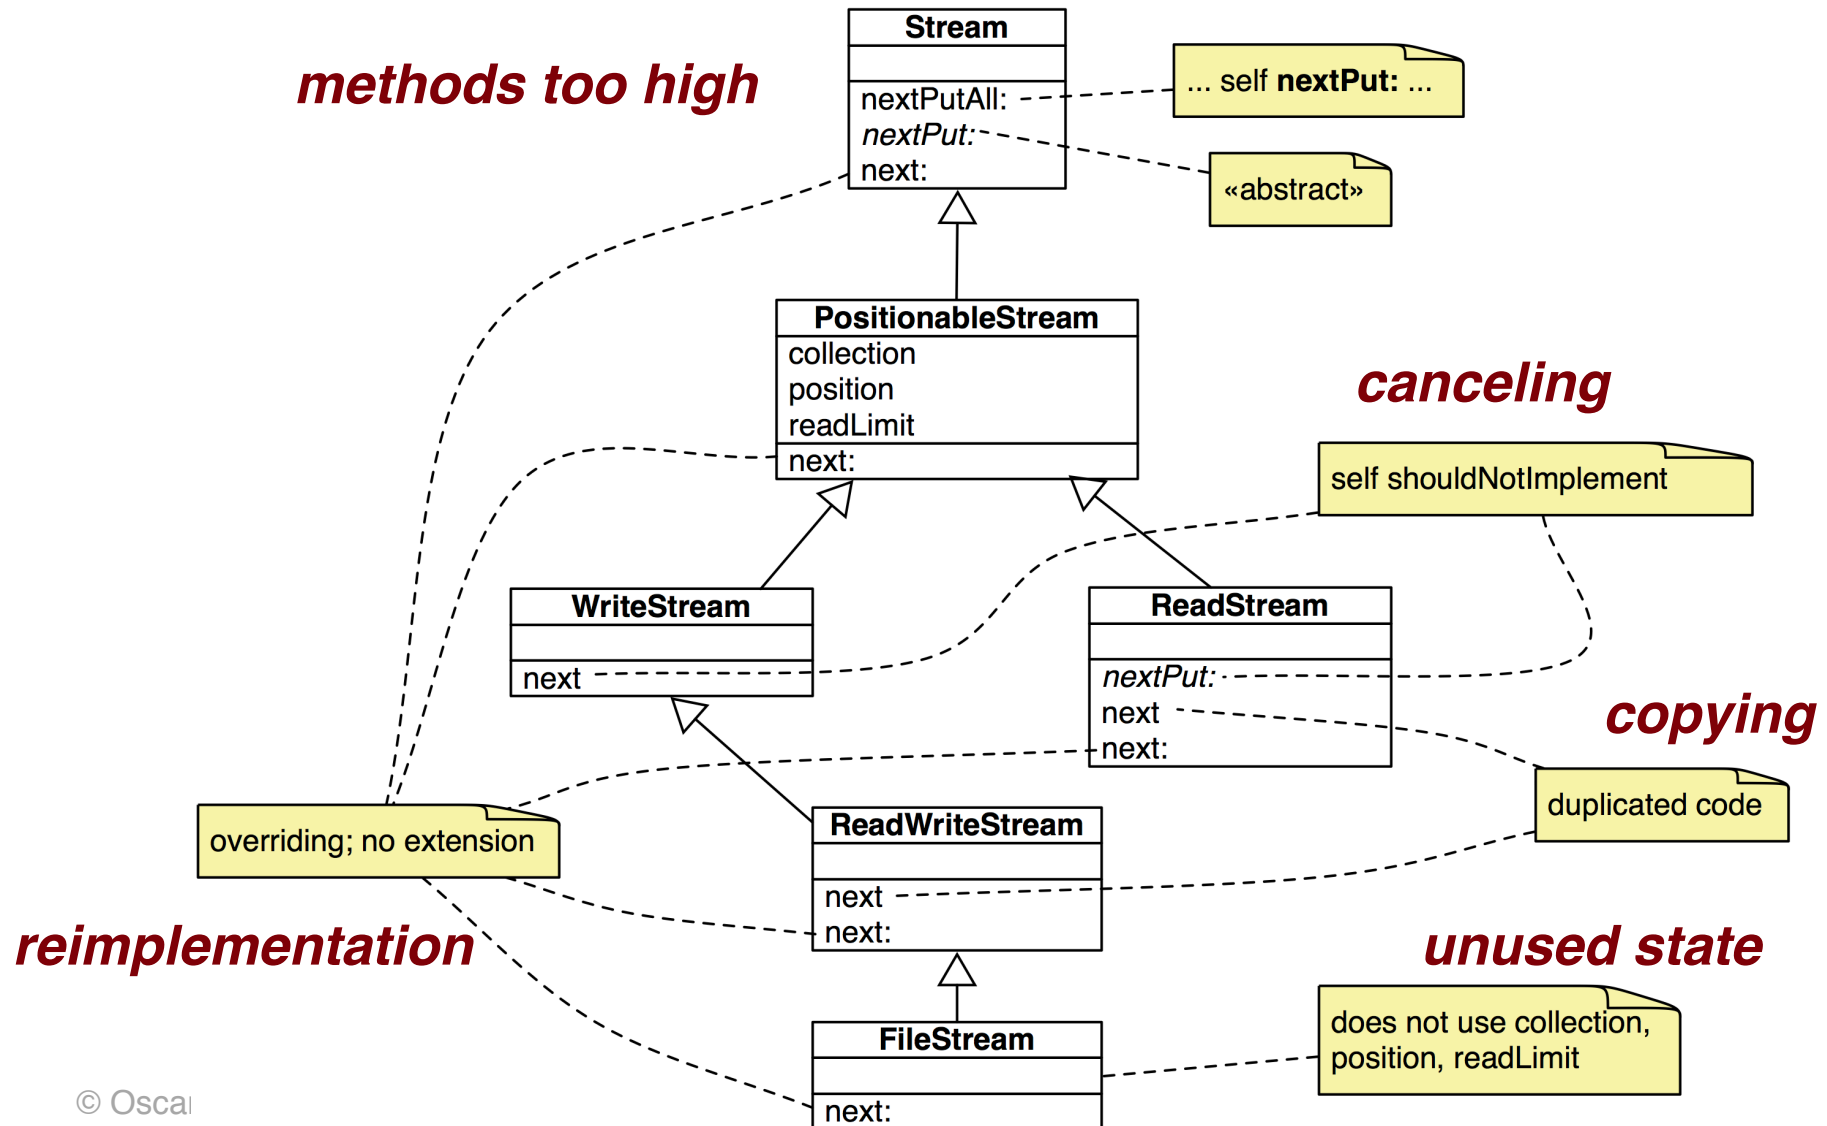 Stream
methods too high
nextPutAll:
nextPut:
next:
... self nextPut: ...
«abstract»
PositionableStream
collection
position
readLimit
next:
canceling
self shouldNotImplement
WriteStream
next
ReadStream
nextPut:
next
next:
copying
duplicated code
overriding; no extension
ReadWriteStream
next
next:
reimplementation
unused state
does not use collection,
position, readLimit
FileStream
next:
©